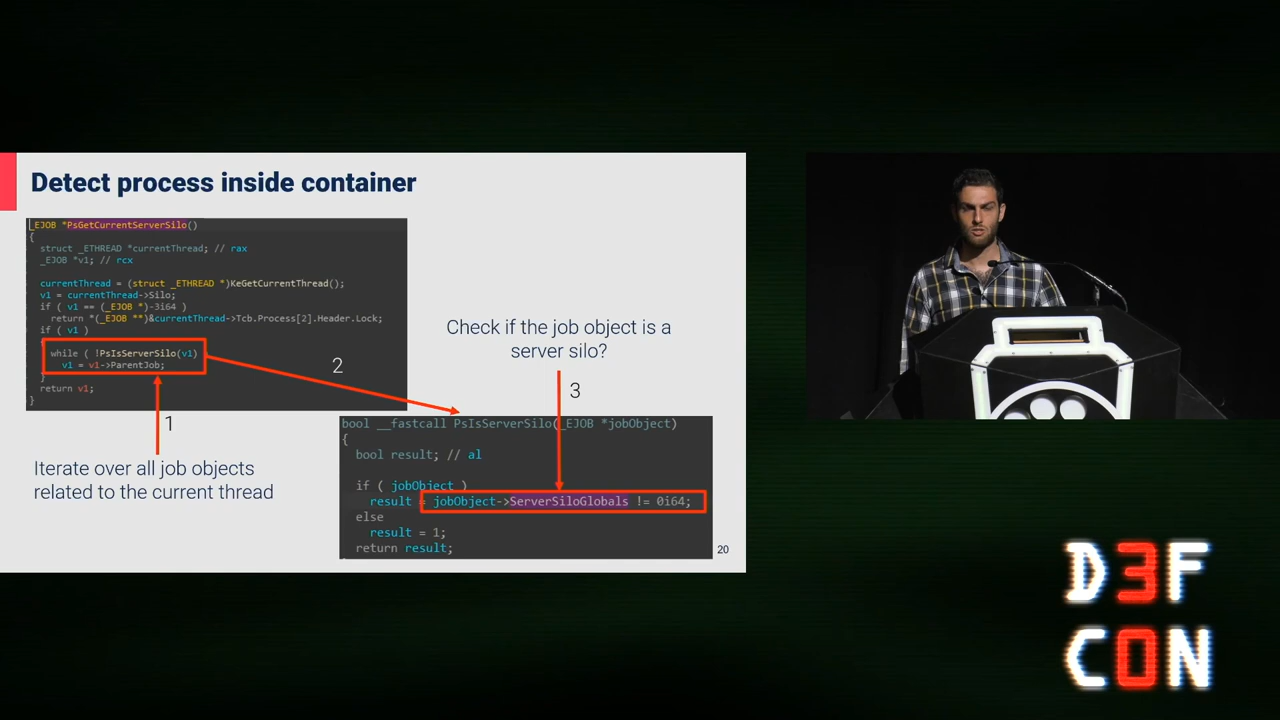 Detect process inside container
_EJOB *PsGetCurrentServerSilo()
{
struct _ETHREAD *currentThread; // rax
_EJOB *v1; // rcx
currentThread = (struct _ETHREAD *)KeGetCurrentThread();
v1 = currentThread->Silo;
if ( v1 == (_EJOB *)-3i64 )
return *(_EJOB **)&currentThread->Tcb.Process[2].Header.Lock;
if ( v1 )
while ( !PsIsServerSilo(v1)
v1 = v1->ParentJob;
}
return v1;
}
1
Iterate over all job objects
related to the current thread
2
Check if the job object is a
server silo?
3
bool __fastcall PsIsServerSilo(_EJOB *jobObject)
{
bool result; // al
if ( jobObject )
result = jobObject->ServerSiloGlobals != 0i64;
else
result = 1;
return result;
20
D3F
C0N